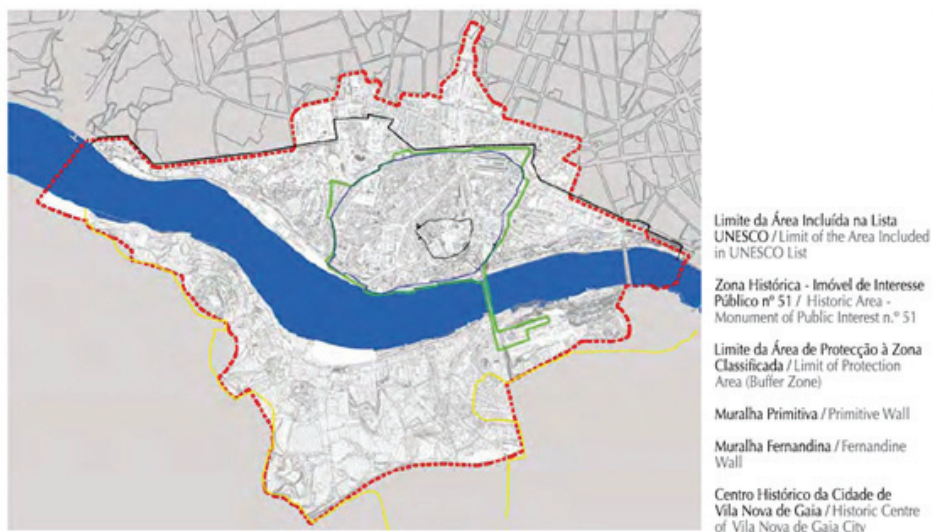 Limite da Área Incluída na Lista
UNESCO / Limit of the Area Included
in UNESCO List
Zona Histórica - Imóvel de Interesse
Público nº 51 / Historic Area -
Monument of Public Interest n.º 51
Limite da Área de Protecção à Zona
Classificada / Limit of Protection
Area (Buffer Zone)
Muralha Primitiva / Primitive Wall
Muralha Fernandina / Fernandine
Wall
Centro Histórico da Cidade de
Vila Nova de Gaia / Historic Centre
of Vila Nova de Gaia City